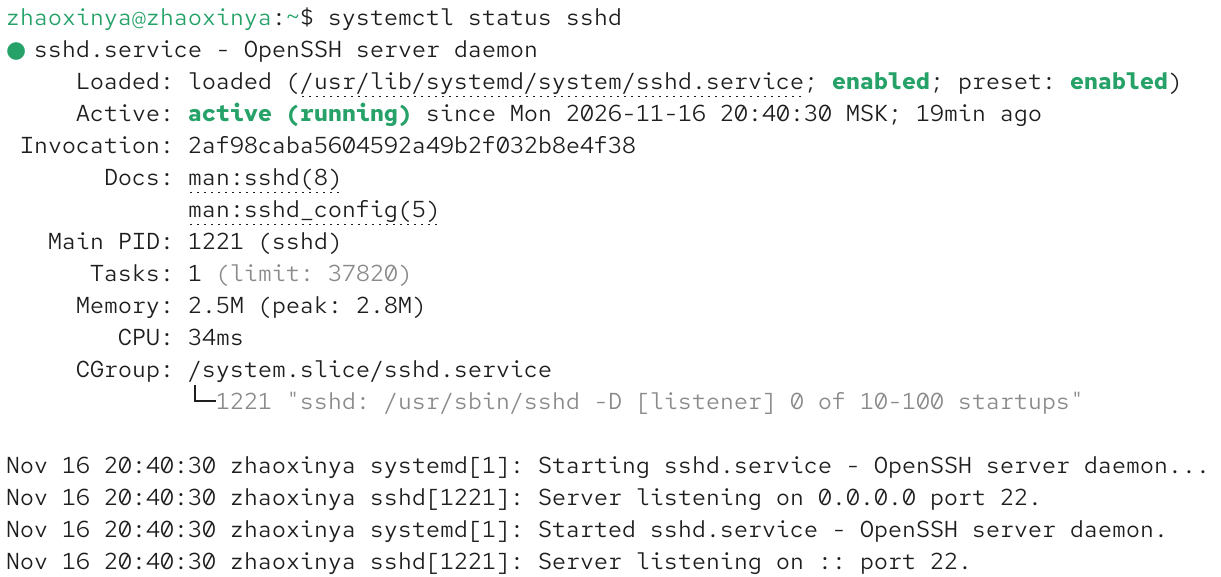 zhaoxinya@zhaoxinya:~$ systemctl status sshd
● sshd.service - OpenSSH server daemon
     Loaded: loaded (/usr/lib/systemd/system/sshd.service; enabled; preset: enabled)
     Active: active (running) since Mon 2026-11-16 20:40:30 MSK; 19min ago
 Invocation: 2af98caba5604592a49b2f032b8e4f38
       Docs: man:sshd(8)
             man:sshd_config(5)
   Main PID: 1221 (sshd)
      Tasks: 1 (limit: 37820)
     Memory: 2.5M (peak: 2.8M)
        CPU: 34ms
     CGroup: /system.slice/sshd.service
             └─1221 "sshd: /usr/sbin/sshd -D [listener] 0 of 10-100 startups"

Nov 16 20:40:30 zhaoxinya systemd[1]: Starting sshd.service - OpenSSH server daemon...
Nov 16 20:40:30 zhaoxinya sshd[1221]: Server listening on 0.0.0.0 port 22.
Nov 16 20:40:30 zhaoxinya systemd[1]: Started sshd.service - OpenSSH server daemon.
Nov 16 20:40:30 zhaoxinya sshd[1221]: Server listening on :: port 22.